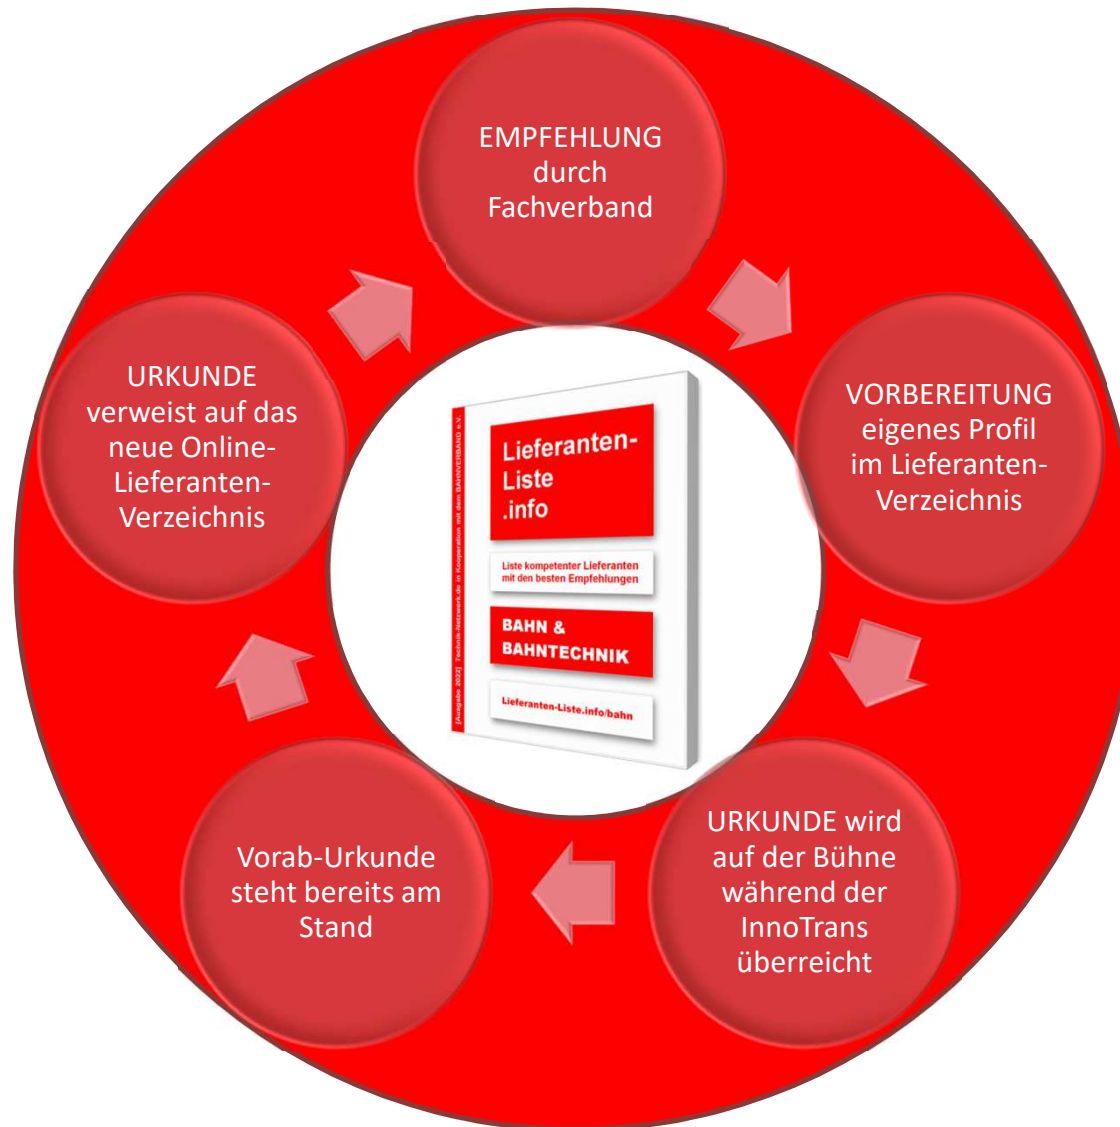 EMPFEHLUNG
durch
Fachverband
VORBEREITUNG
eigenes Profil
im Lieferanten-
Verzeichnis
URKUNDE wird
auf der Bühne
während der
InnoTrans
überreicht
Vorab-Urkunde
steht bereits am
Stand
URKUNDE
verweist auf das
neue Online-
Lieferanten-
Verzeichnis
[Ausgabe 2022] Technik-Netzwerk.de in Kooperation mit dem BAHNVERBAND e.V.
Lieferanten-
Liste
.info
Liste kompetenter Lieferanten
mit den besten Empfehlungen
BAHN &
BAHNTECHNIK
Lieferanten-Liste.info/bahn